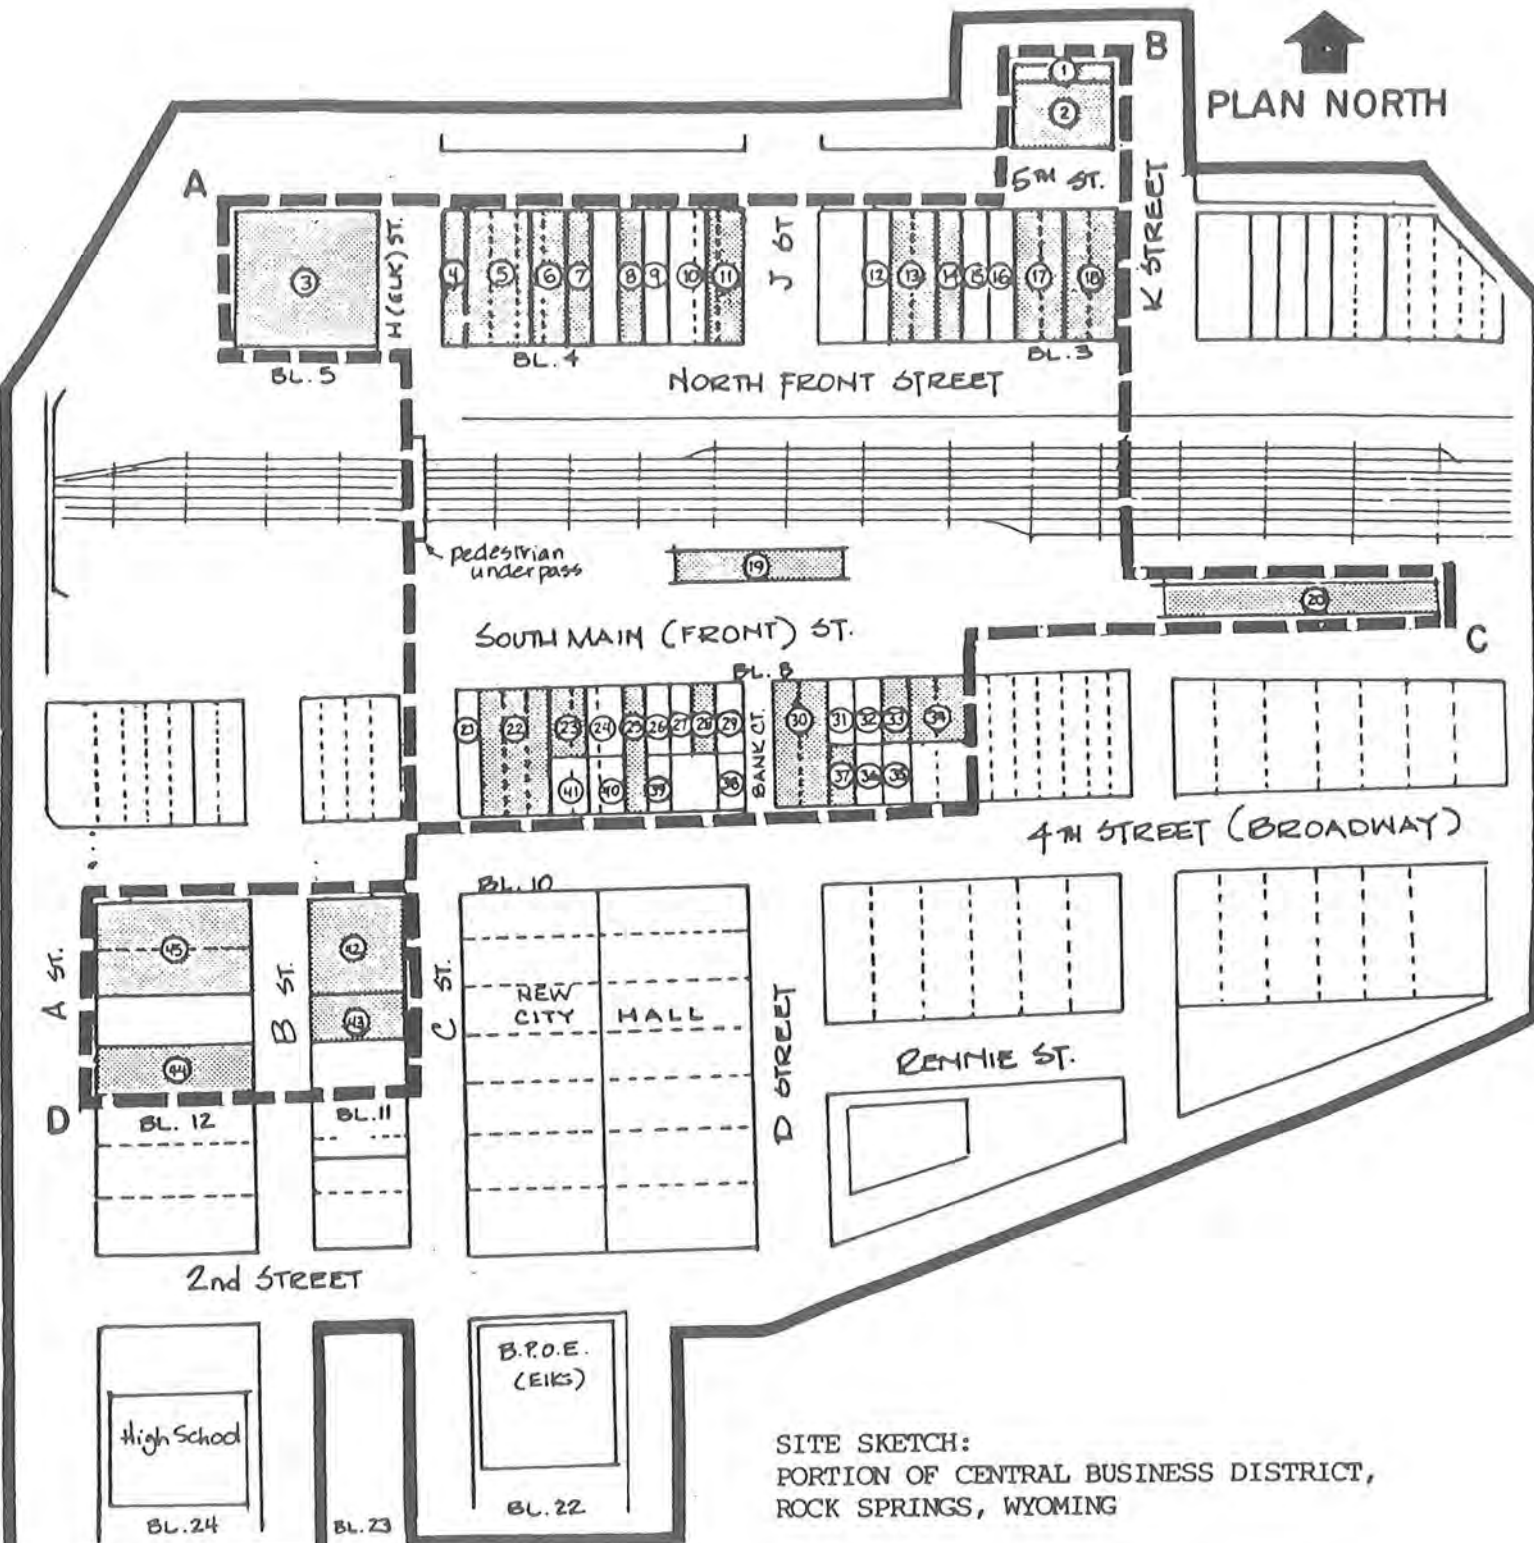 B
1
PLAN NORTH
2
A
5TH ST.
H (ELK) ST.
J ST
K STREET
3
4
5
6
7
8
9
10
11
12
13
14
15
16
17
18
BL. 5
BL. 4
BL. 3
NORTH FRONT STREET
pedestrian
underpass
19
20
SOUTH MAIN (FRONT) ST.
C
BL. B
21
22
23
24
25
26
27
28
29
BANK CT.
30
31
32
33
34
41
40
39
38
37
36
35
4TH STREET (BROADWAY)
BL. 10
45
42
A ST.
B ST.
C ST.
NEW
CITY HALL
43
D STREET
44
RENNIE ST.
D
BL. 12
BL. 11
2nd STREET
B.P.O.E.
(Elks)
High School
SITE SKETCH:
PORTION OF CENTRAL BUSINESS DISTRICT,
ROCK SPRINGS, WYOMING
BL. 24
BL. 23
BL. 22